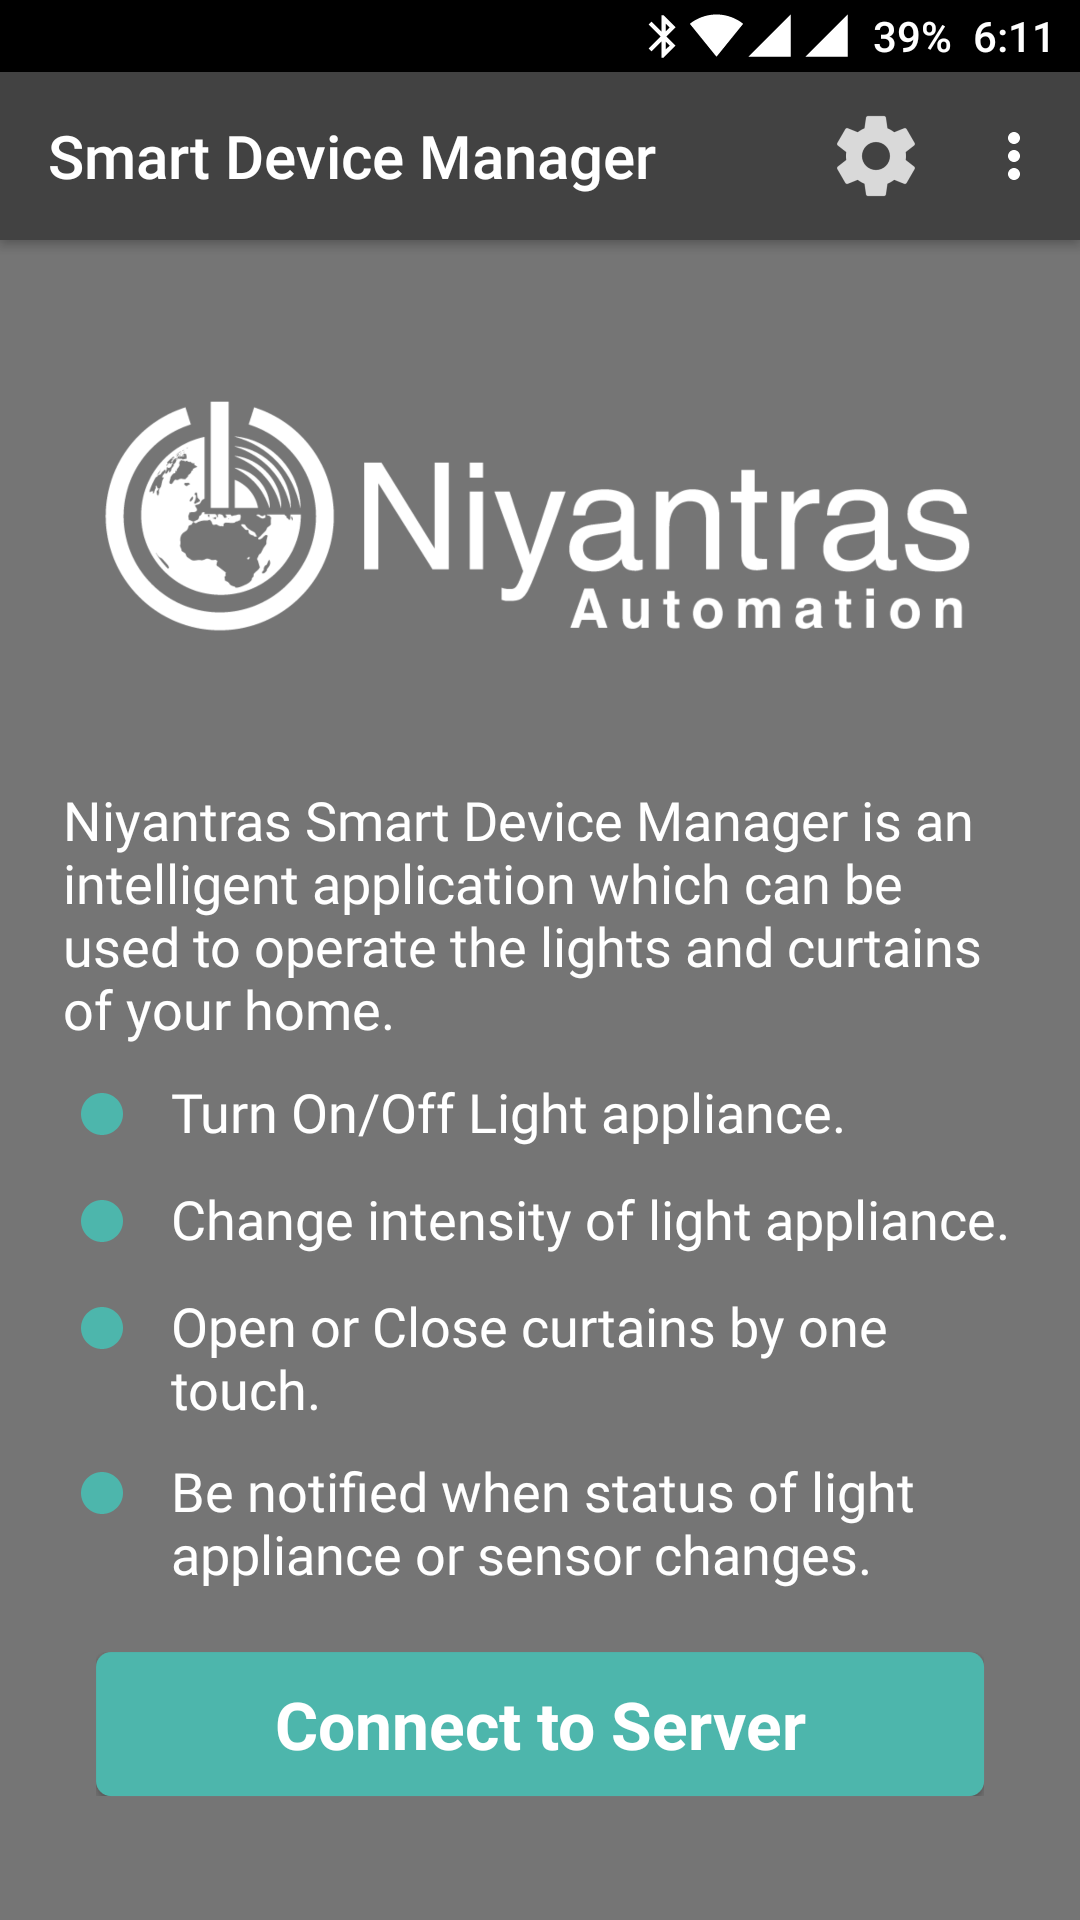 39% 6:11
Smart Device Manager
Niyantras
Automation
Niyantras Smart Device Manager is an
intelligent application which can be
used to operate the lights and curtains
of your home.
Turn On/Off Light appliance.
Change intensity of light appliance.
Open or Close curtains by one
touch.
Be notified when status of light
appliance or sensor changes.
Connect to Server